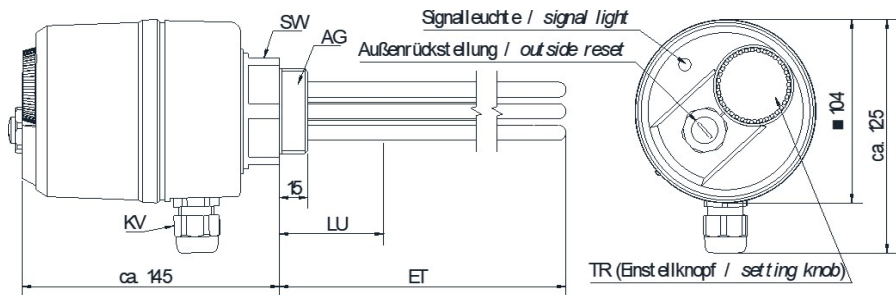 Signalleuchte / signal light
SW
AG
Außenrückstellung / outside reset
■ 104
ca. 125
15
KV
LU
TR (Einstellknopf / setting knob)
ca. 145
ET